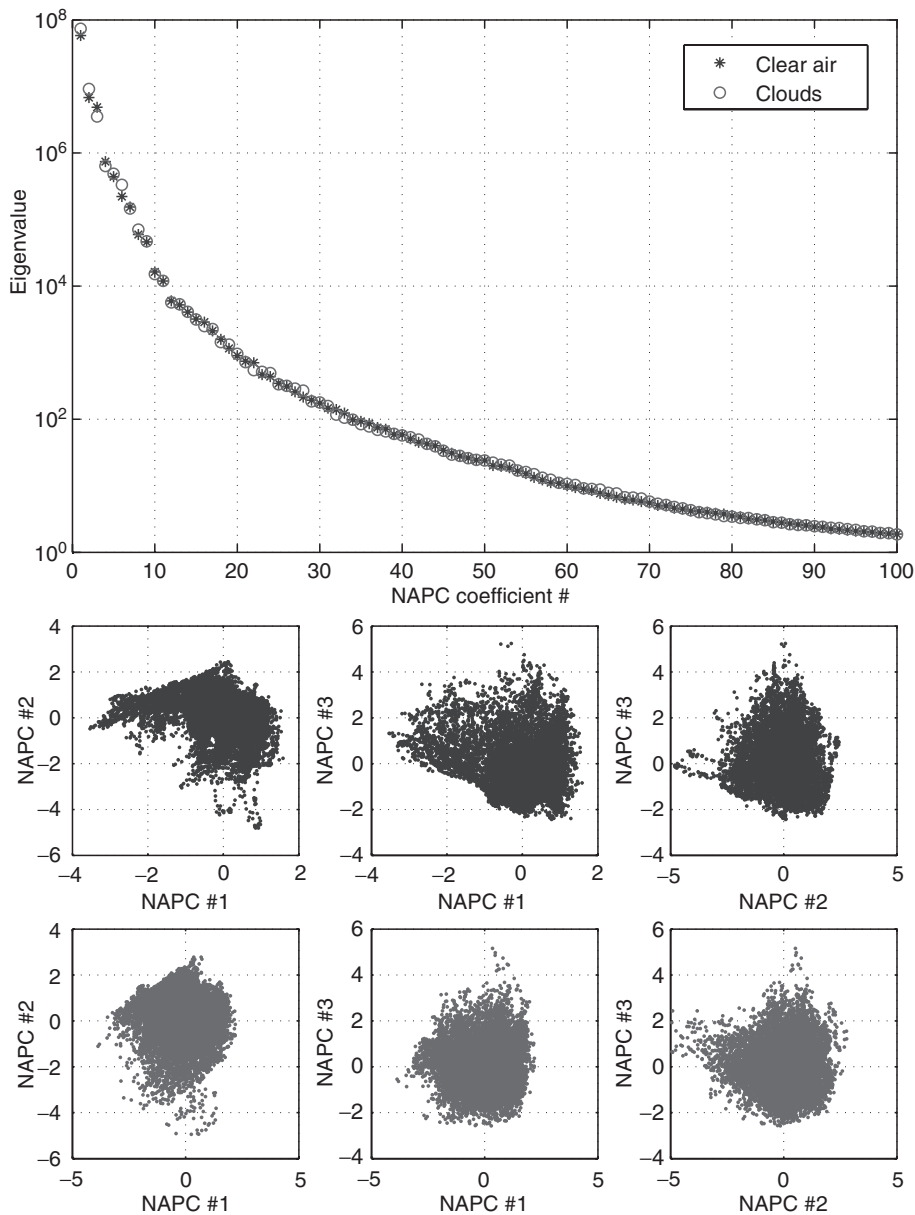 10^8
10^6
10^4
10^2
10^0
Eigenvalue
Clear air
Clouds
0 10 20 30 40 50 60 70 80 90 100
NAPC coefficient #
4
2
0
−2
−4
−6
NAPC #2
−4 −2 0 2
NAPC #1
6
4
2
0
−2
−4
NAPC #3
−4 −2 0 2
NAPC #1
6
4
2
0
−2
−4
NAPC #3
−5 0 5
NAPC #2
4
2
0
−2
−4
−6
NAPC #2
−5 0 5
NAPC #1
6
4
2
0
−2
−4
NAPC #3
−5 0 5
NAPC #1
6
4
2
0
−2
−4
NAPC #3
−5 0 5
NAPC #2